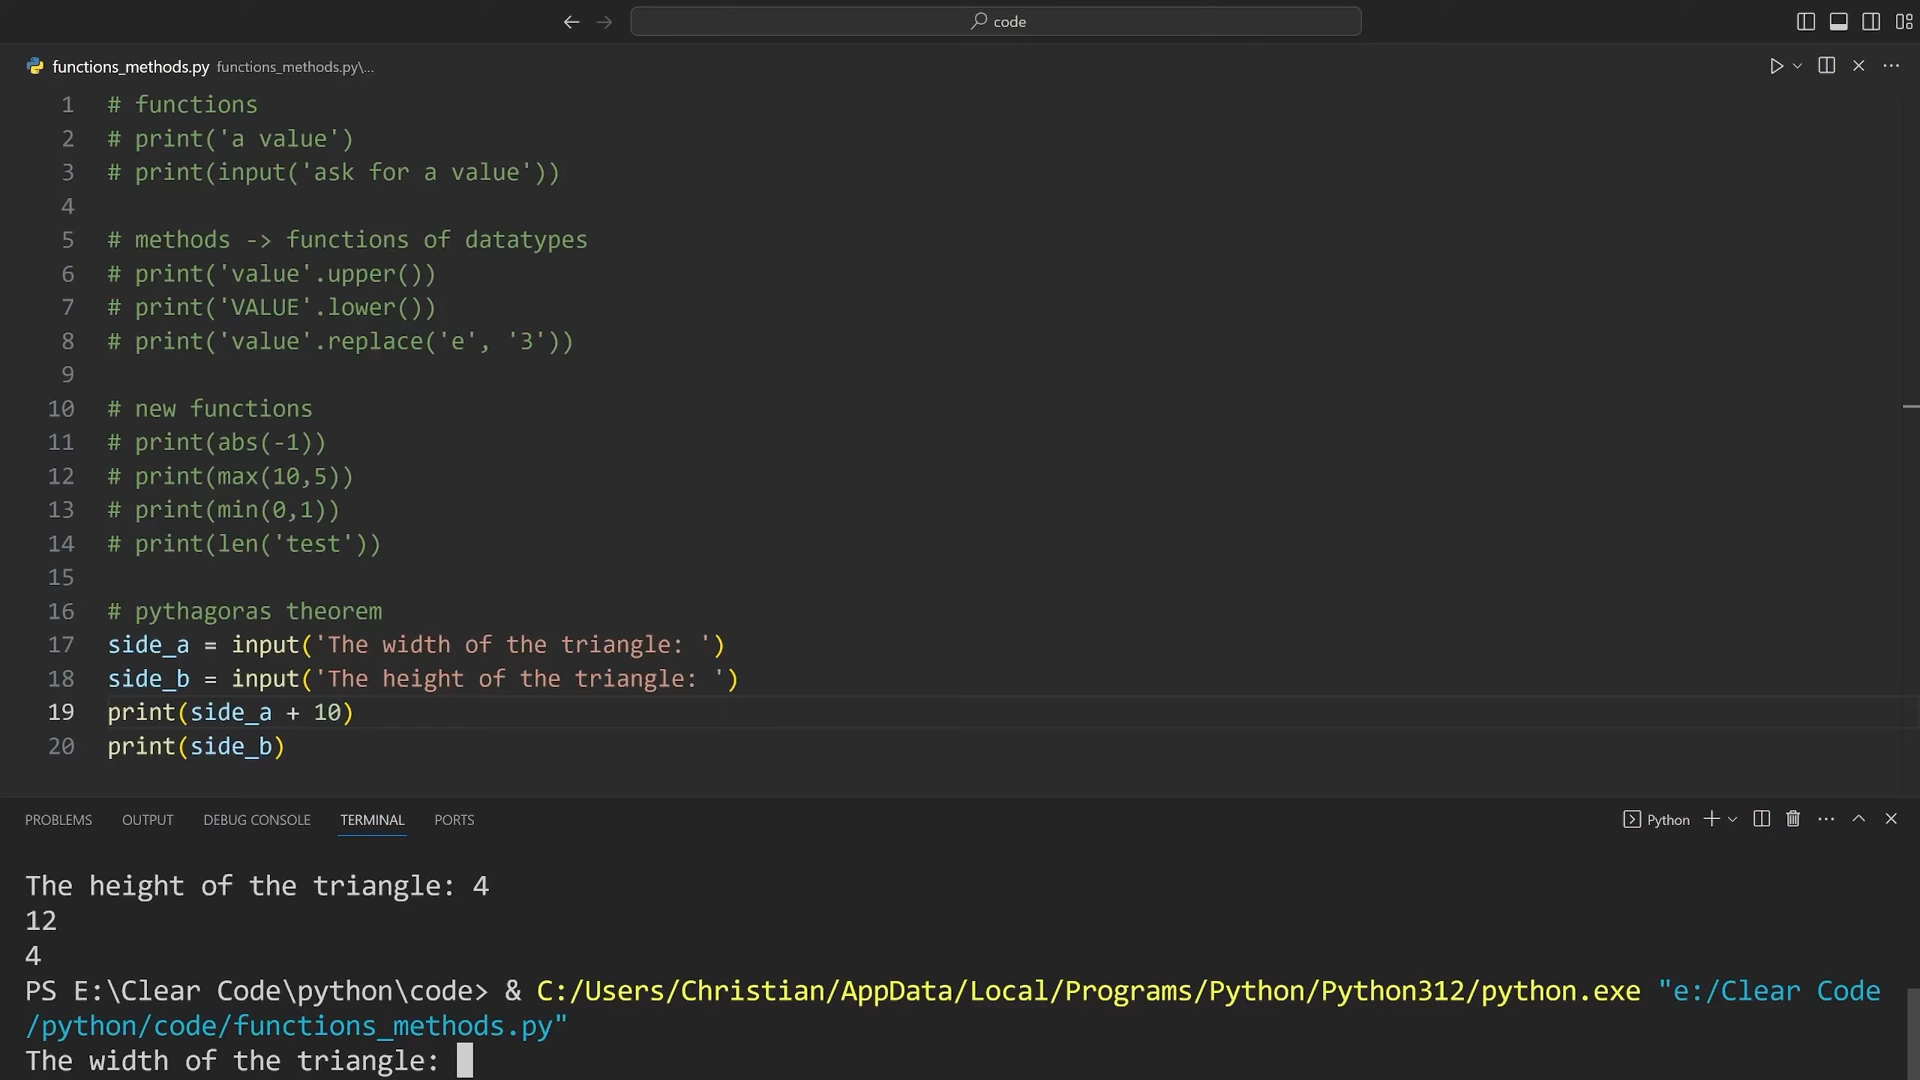 code
functions_methods.py functions_methods.py\...
1 # functions
2 # print('a value')
3 # print(input('ask for a value'))
4
5 # methods -> functions of datatypes
6 # print('value'.upper())
7 # print('VALUE'.lower())
8 # print('value'.replace('e', '3'))
9
10 # new functions
11 # print(abs(-1))
12 # print(max(10,5))
13 # print(min(0,1))
14 # print(len('test'))
15
16 # pythagoras theorem
17 side_a = input('The width of the triangle: ')
18 side_b = input('The height of the triangle: ')
19 print(side_a + 10)
20 print(side_b)
PROBLEMS OUTPUT DEBUG CONSOLE TERMINAL PORTS Python
The height of the triangle: 4
12
4
PS E:\Clear Code\python\code> & C:/Users/Christian/AppData/Local/Programs/Python/Python312/python.exe "e:/Clear Code
/python/code/functions_methods.py"
The width of the triangle: